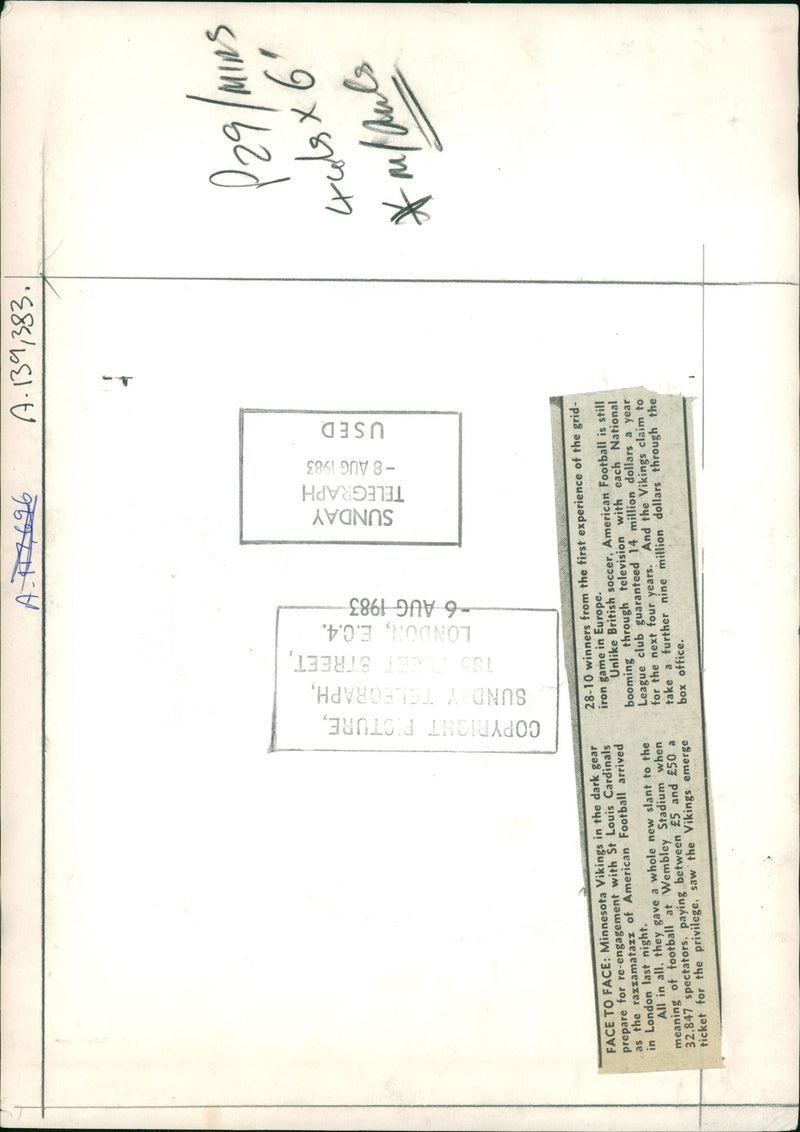 P29/MINS
4 cols x 6"
A.139,383.
SUNDAY
TELEGRAPH
-8 AUG 1983
USED
COPYRIGHT PICTURE,
SUNDAY TELEGRAPH,
135 FLEET STREET,
LONDON, E.C.4.
-6 AUG 1983
FACE TO FACE: Minnesota Vikings in the dark gear
prepare for re-engagement with St Louis Cardinals
as the razzamatazz of American Football arrived
in London last night.
All in all, they gave a whole new slant to the
meaning of football at Wembley Stadium when
32,847 spectators, paying between £5 and £50 a
ticket for the privilege, saw the Vikings emerge
28-10 winners from the first experience of the grid-
iron game in Europe.
Unlike British soccer, American Football is still
booming through television with each National
League club guaranteed 14 million dollars a year
for the next four years. And the Vikings claim to
take a further nine million dollars through the
box office.